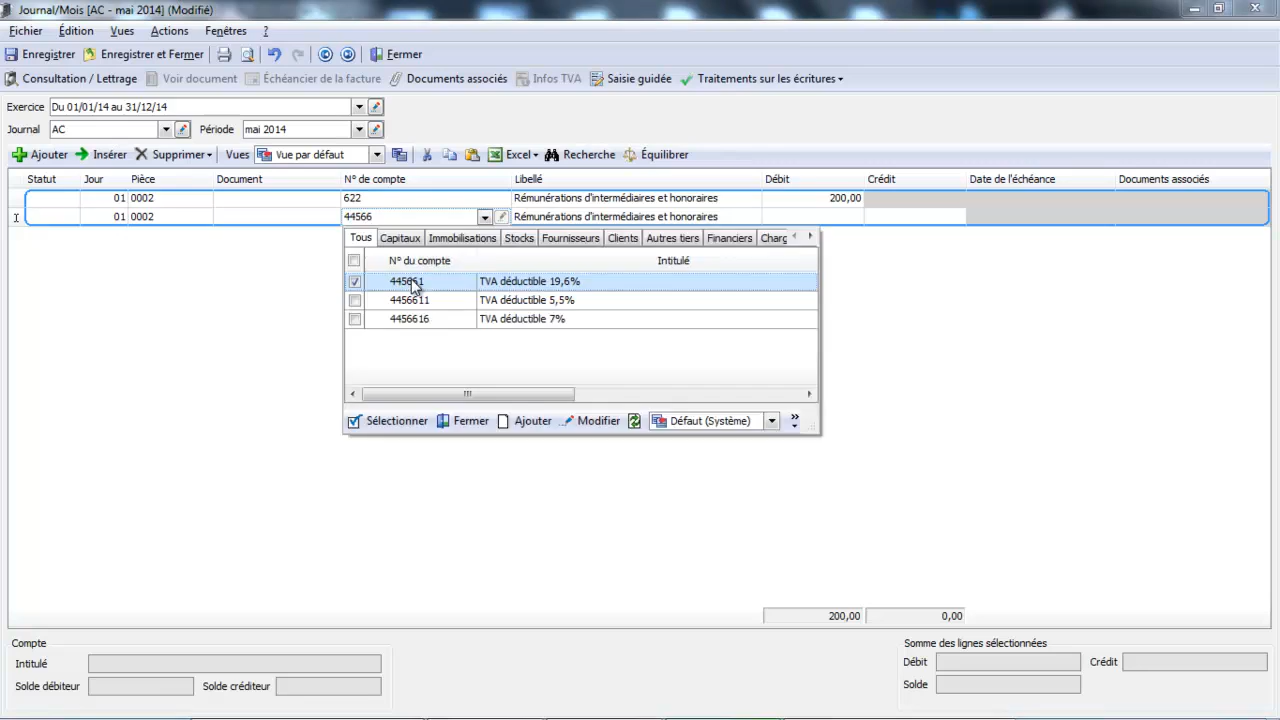 Journal/Mois [AC - mai 2014] (Modifié)
Fichier Édition Vues Actions Fenêtres ?
Enregistrer Enregistrer et Fermer Fermer
Consultation / Lettrage Voir document Échéancier de la facture Documents associés Infos TVA Saisie guidée Traitements sur les écritures
Exercice Du 01/01/14 au 31/12/14
Journal AC Période mai 2014
Ajouter Insérer Supprimer Vues Vue par défaut Excel Recherche Équilibrer
Statut Jour Pièce Document N° de compte Libellé Débit Crédit Date de l'échéance Documents associés
01 0002 622 Rémunérations d'intermédiaires et honoraires 200,00
01 0002 44566 Rémunérations d'intermédiaires et honoraires
Tous Capitaux Immobilisations Stocks Fournisseurs Clients Autres tiers Financiers Charg
N° du compte Intitulé
445661 TVA déductible 19,6%
4456611 TVA déductible 5,5%
4456616 TVA déductible 7%
Sélectionner Fermer Ajouter Modifier Défaut (Système)
200,00 0,00
Compte Somme des lignes sélectionnées
Intitulé Débit Crédit
Solde débiteur Solde créditeur Solde